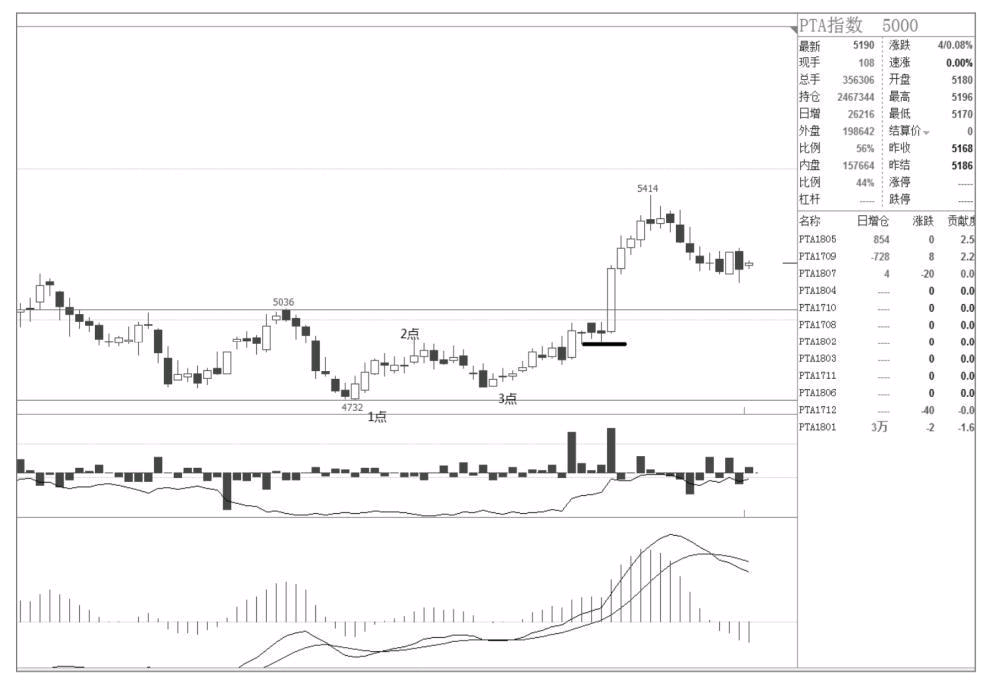 PTA指数 5000
最新 5190 涨跌 4/0.08%
现手 108 速涨 0.00%
总手 356306 开盘 5180
持仓 2467344 最高 5196
日增 26216 最低 5170
外盘 198642 结算价 0
比例 56% 昨收 5168
内盘 157664 昨结 5186
比例 44% 涨停 -----
杠杆 ----- 跌停 -----
名称 日增仓 涨跌 贡献度
PTA1805 854 0 2.5
PTA1709 -728 8 2.2
PTA1807 4 -20 0.0
PTA1804 ---- 0 0.0
PTA1710 ---- 0 0.0
PTA1708 ---- 0 0.0
PTA1802 ---- 0 0.0
PTA1803 ---- 0 0.0
PTA1711 ---- 0 0.0
PTA1806 ---- 0 0.0
PTA1712 ---- -40 -0.0
PTA1801 3万 -2 -1.6
5414
5036
2点
3点
4732
1点